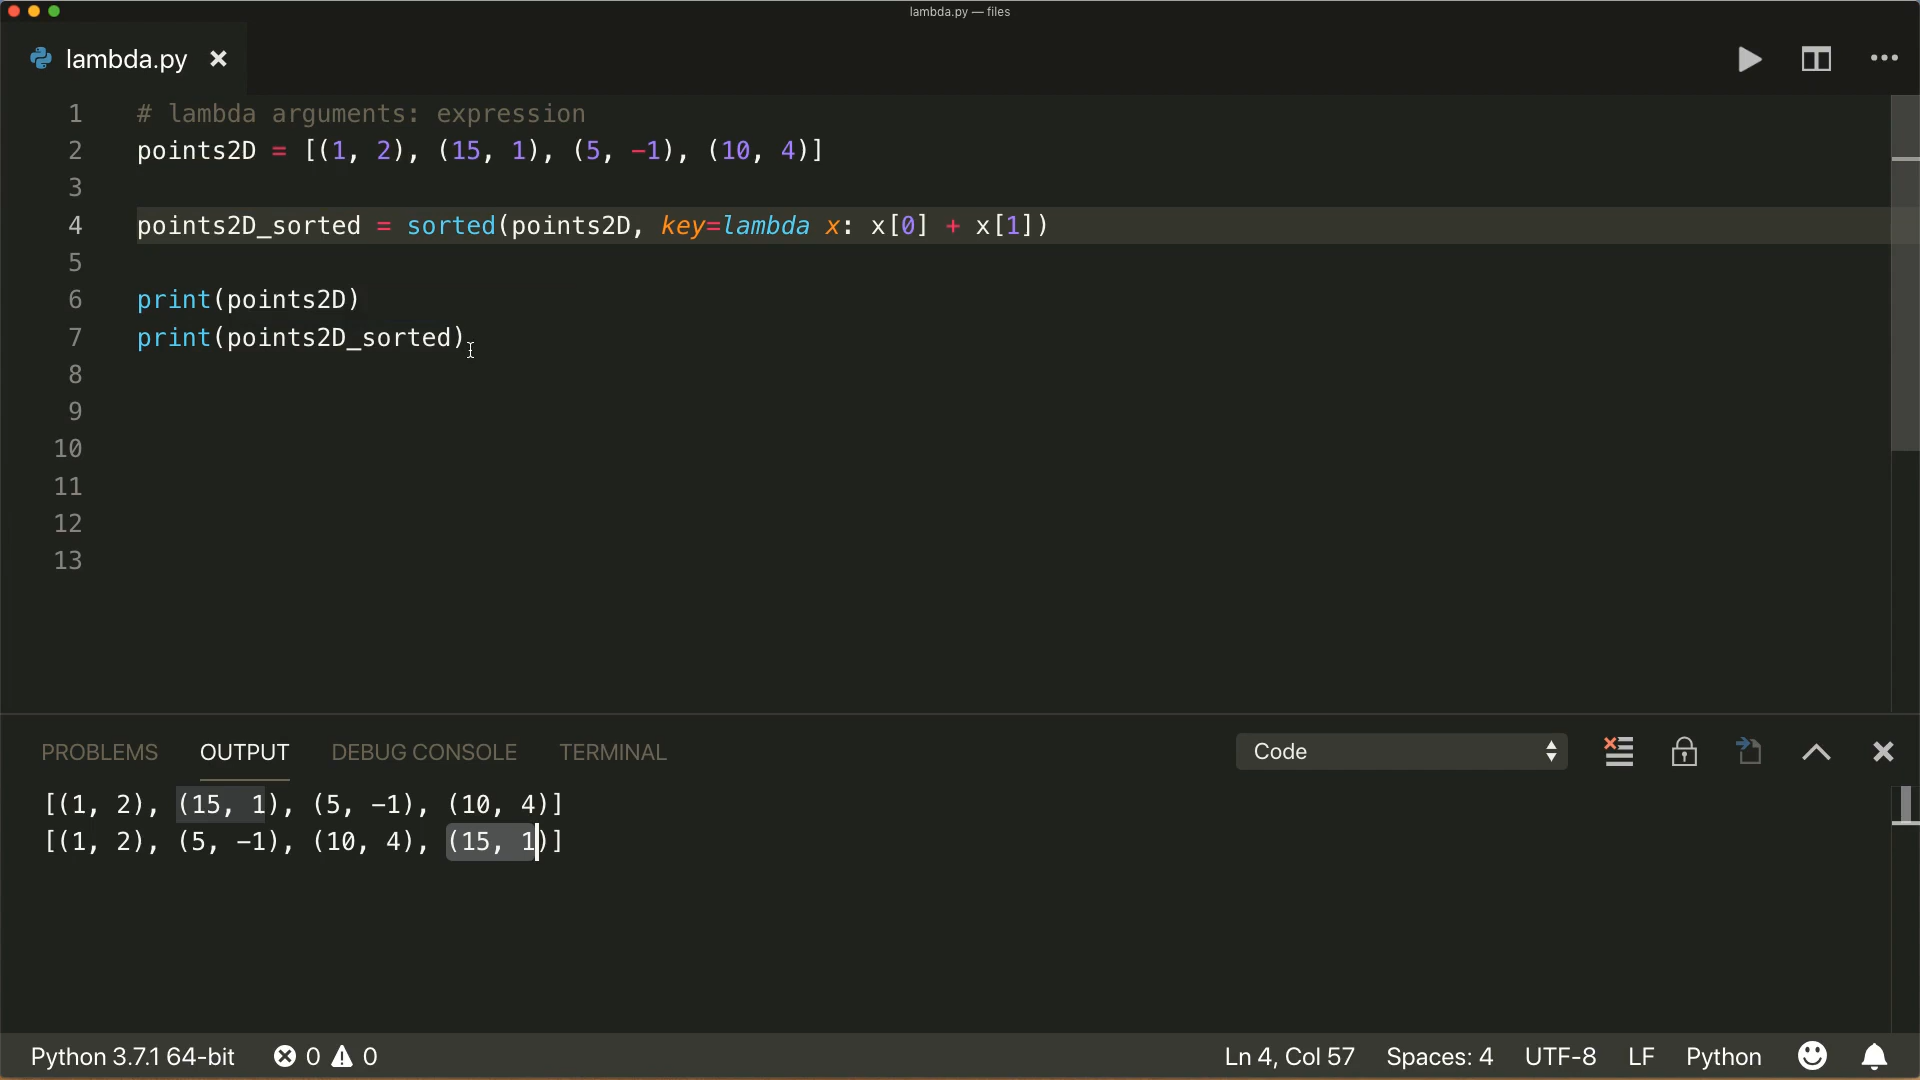 lambda.py — files
lambda.py
1 # lambda arguments: expression
2 points2D = [(1, 2), (15, 1), (5, -1), (10, 4)]
3
4 points2D_sorted = sorted(points2D, key=lambda x: x[0] + x[1])
5
6 print(points2D)
7 print(points2D_sorted)
8
9
10
11
12
13
PROBLEMS OUTPUT DEBUG CONSOLE TERMINAL Code
[(1, 2), (15, 1), (5, -1), (10, 4)]
[(1, 2), (5, -1), (10, 4), (15, 1)]
Python 3.7.1 64-bit 0 0 Ln 4, Col 57 Spaces: 4 UTF-8 LF Python